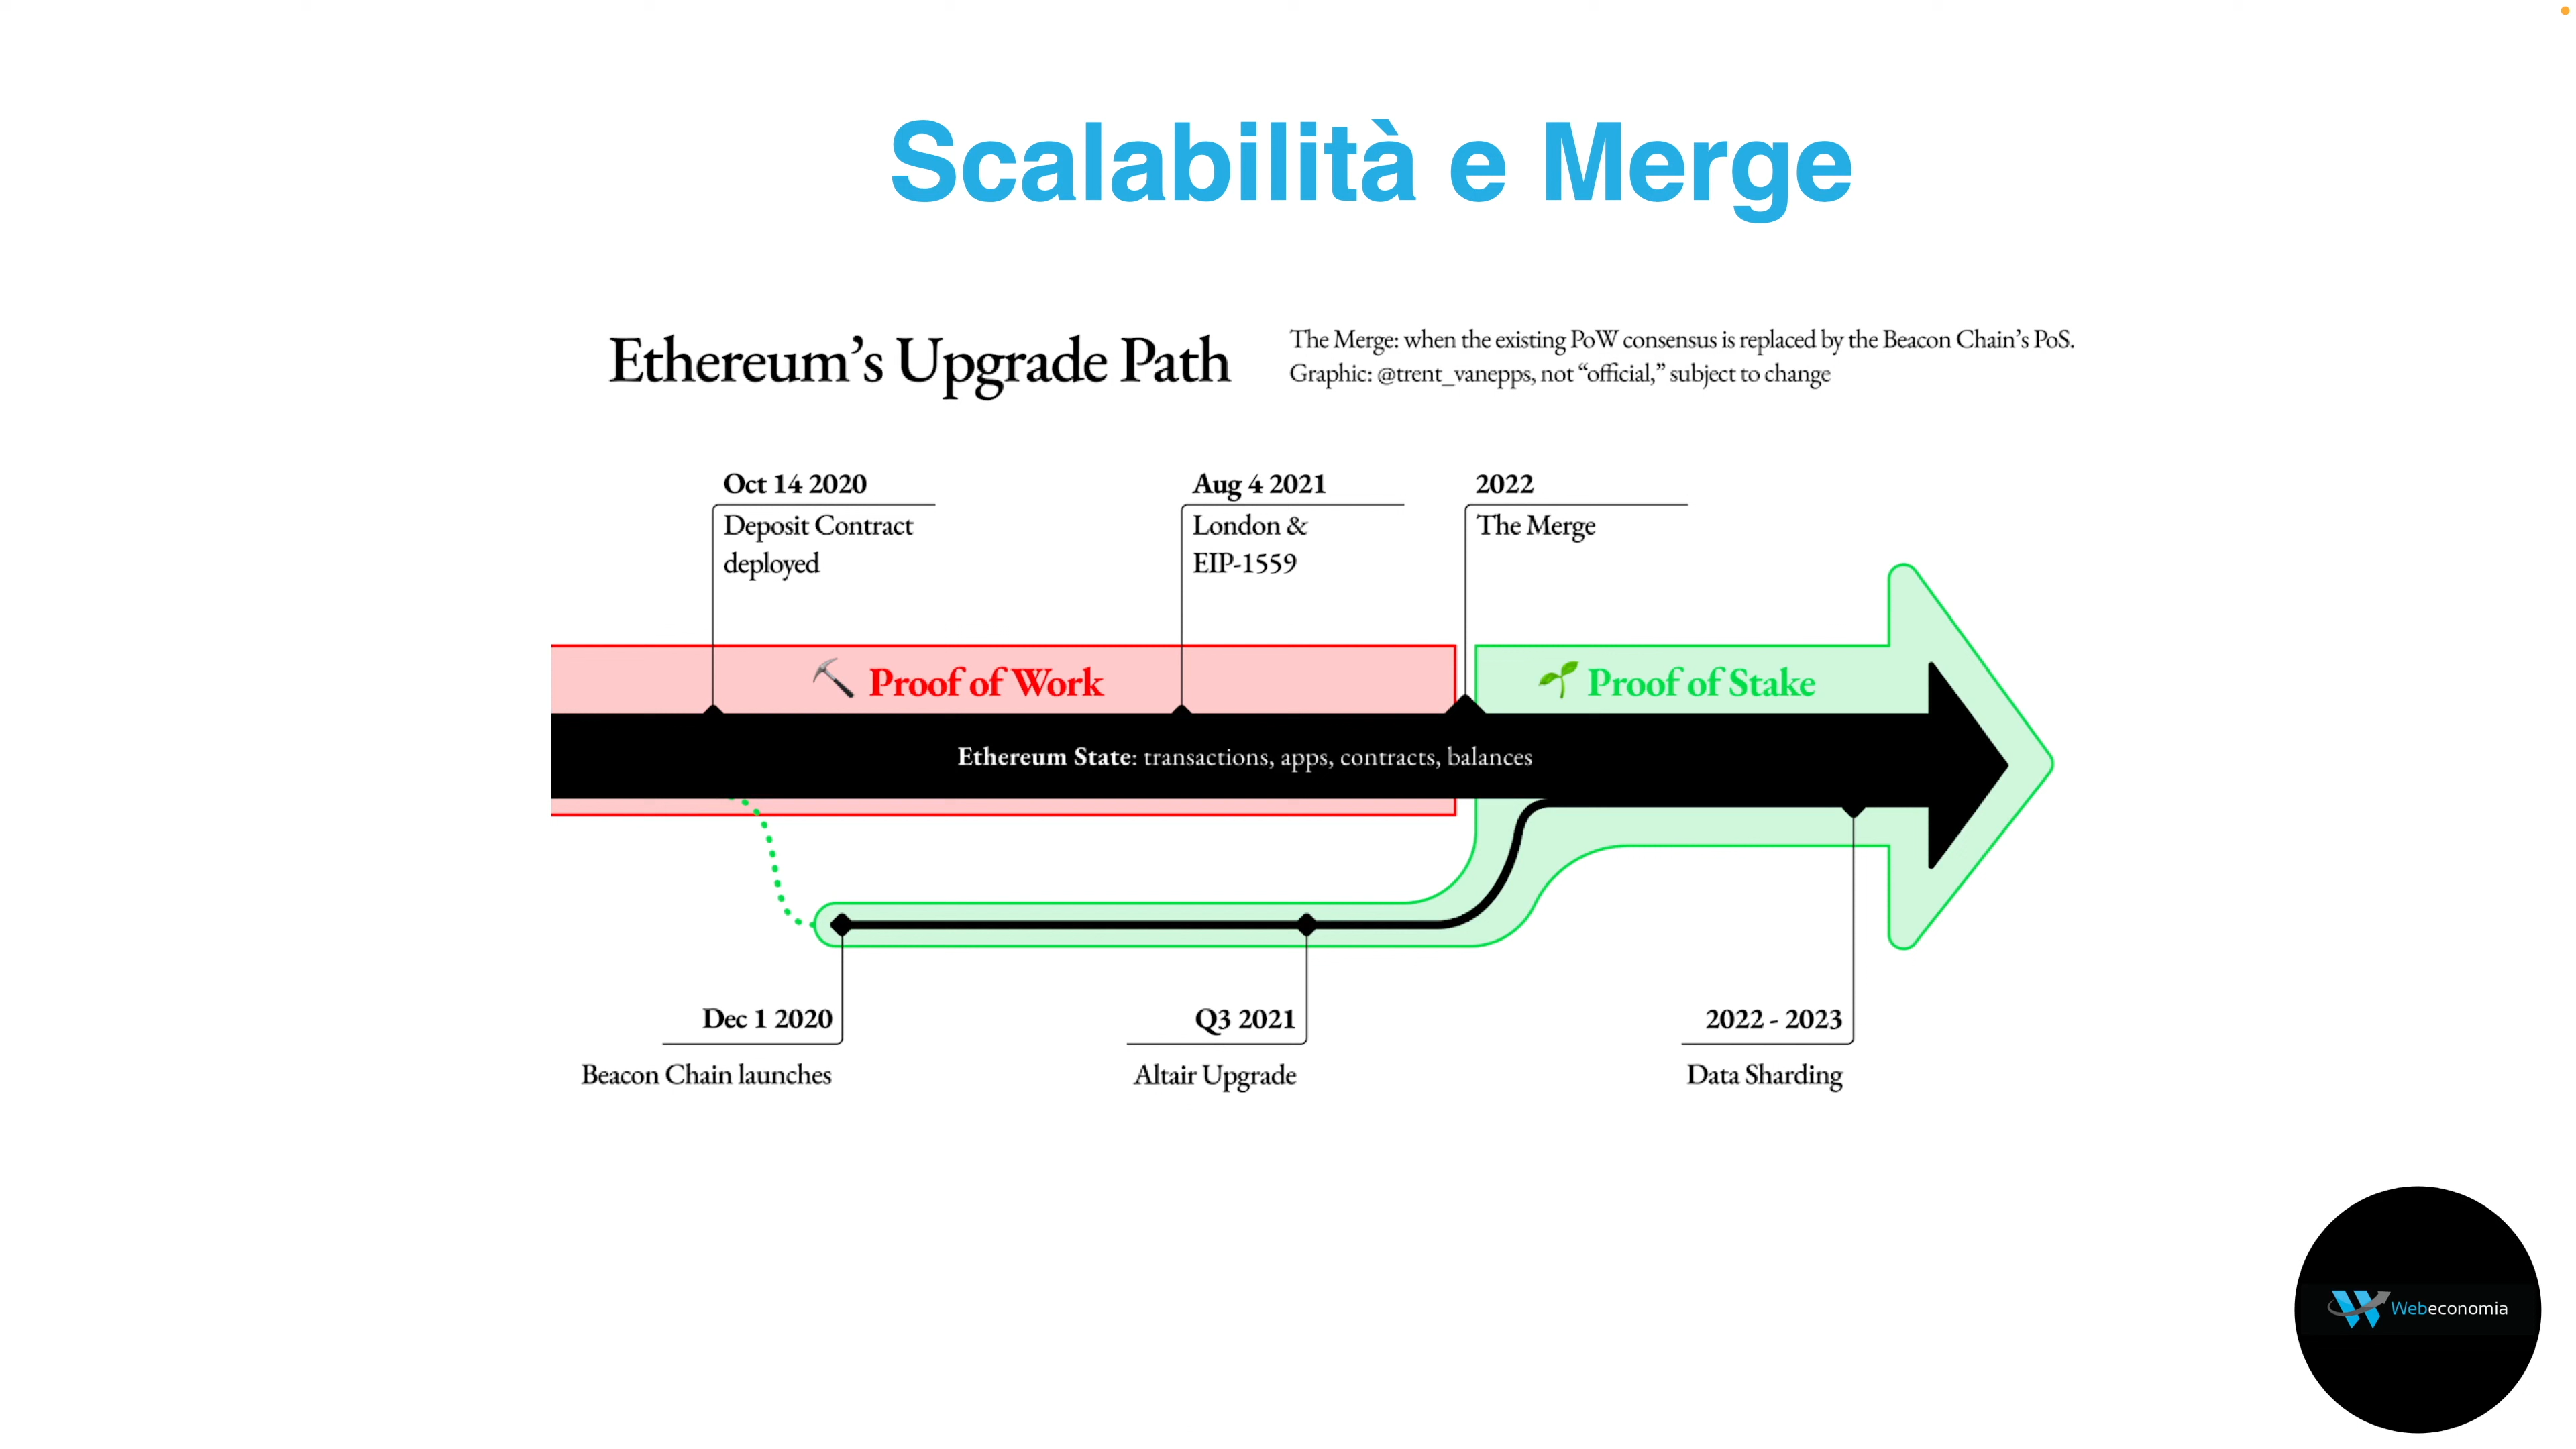 Scalabilità e Merge
Ethereum’s Upgrade Path
The Merge: when the existing PoW consensus is replaced by the Beacon Chain’s PoS.
Graphic: @trent_vanepps, not “official,” subject to change
Oct 14 2020
Deposit Contract
deployed
Aug 4 2021
London &
EIP-1559
2022
The Merge
Proof of Work
Proof of Stake
Ethereum State: transactions, apps, contracts, balances
Dec 1 2020
Beacon Chain launches
Q3 2021
Altair Upgrade
2022 - 2023
Data Sharding
Webeconomia